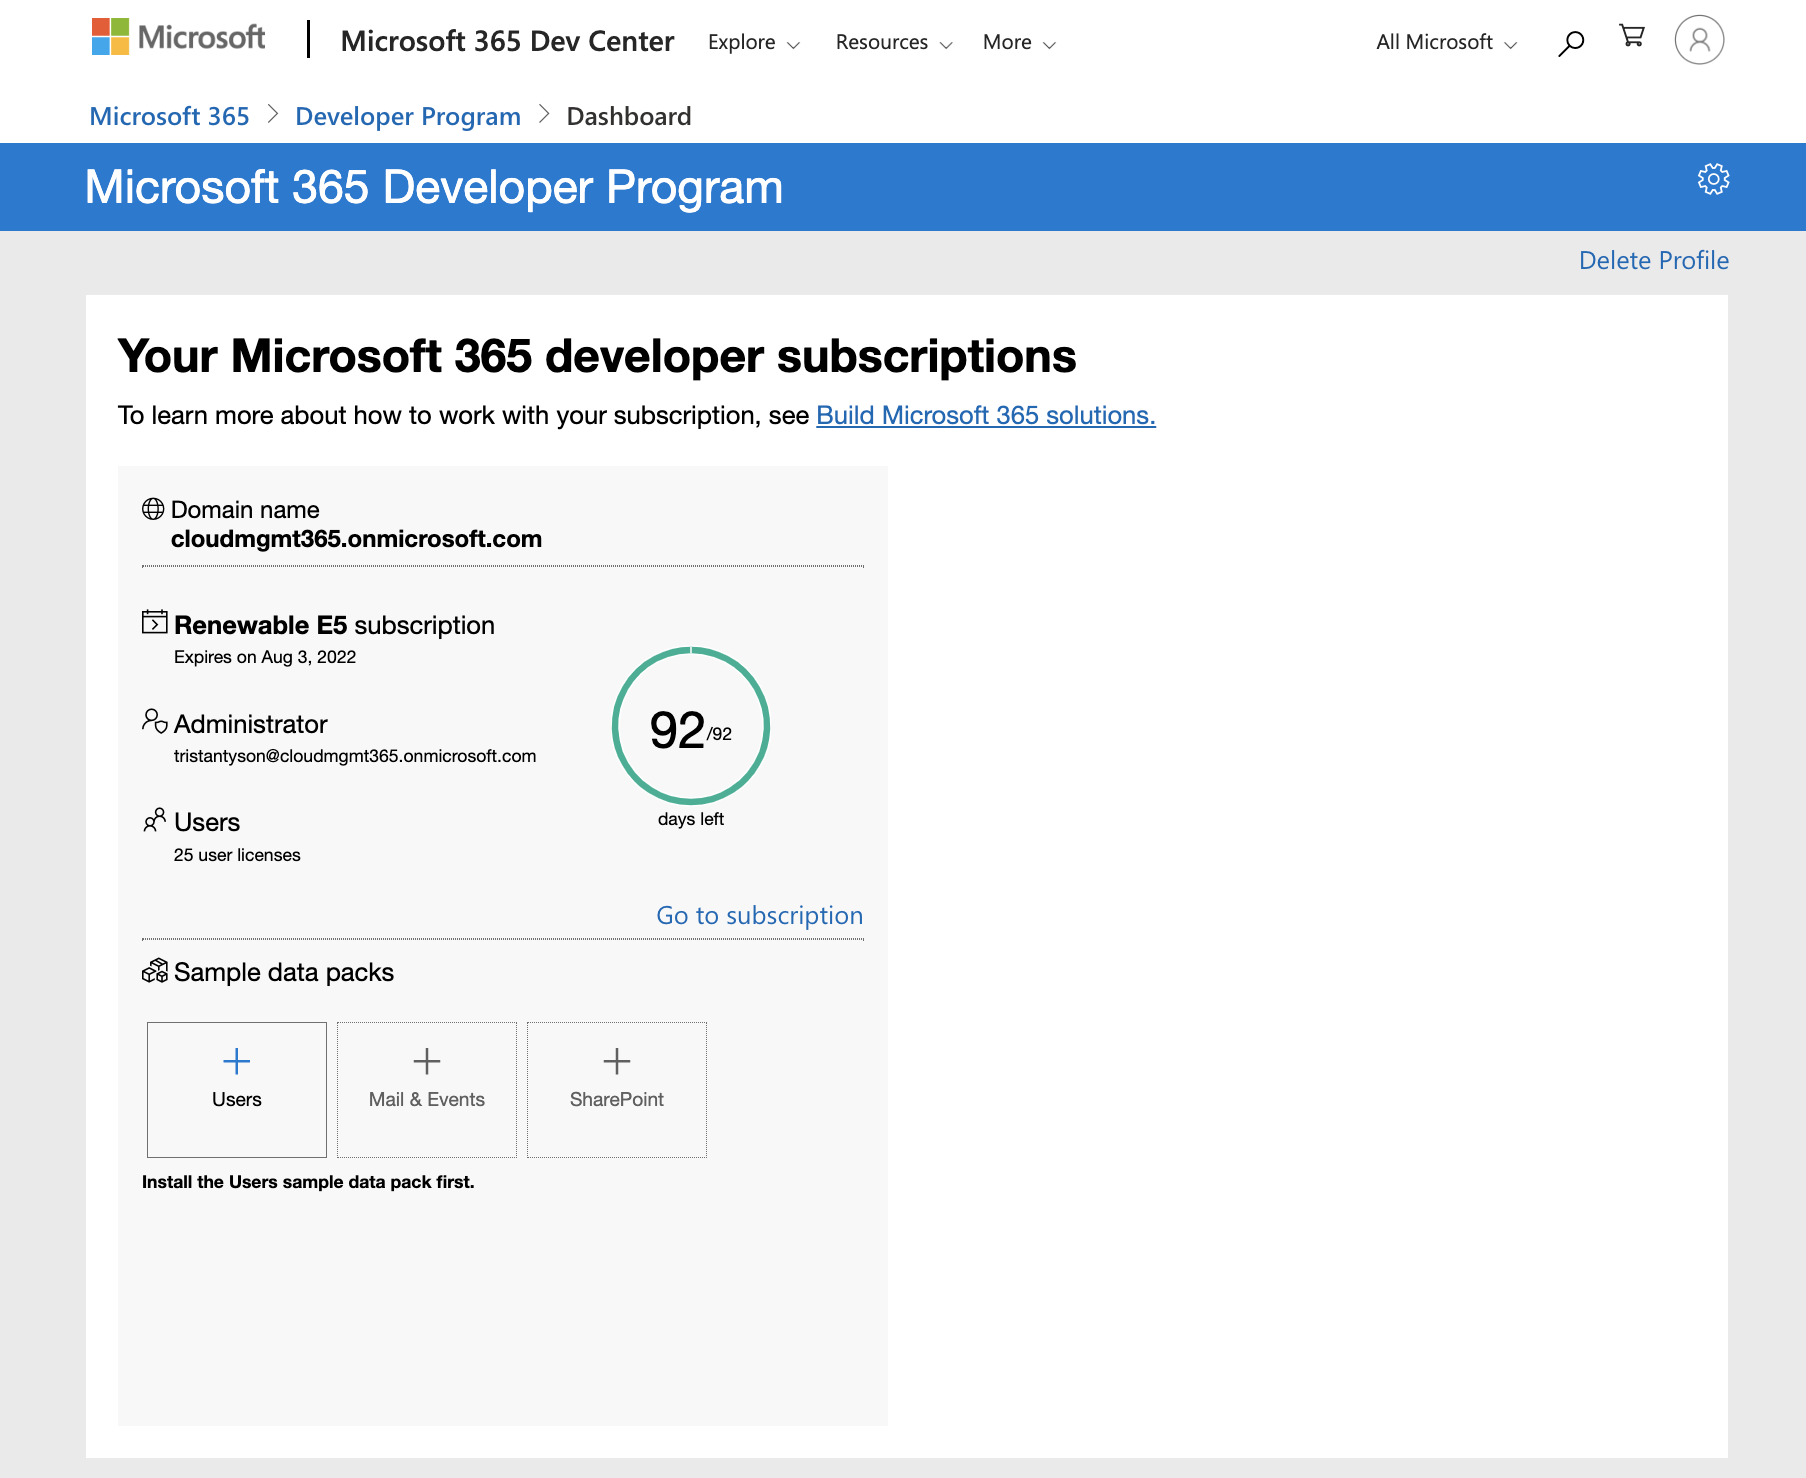 Microsoft
Microsoft 365 Dev Center
Explore
Resources
More
All Microsoft
Microsoft 365 > Developer Program > Dashboard
Microsoft 365 Developer Program
Delete Profile
Your Microsoft 365 developer subscriptions
To learn more about how to work with your subscription, see Build Microsoft 365 solutions.
Domain name
cloudmgmt365.onmicrosoft.com
Renewable E5 subscription
Expires on Aug 3, 2022
Administrator
tristantyson@cloudmgmt365.onmicrosoft.com
92/92
days left
Users
25 user licenses
Go to subscription
Sample data packs
Users
Mail & Events
SharePoint
Install the Users sample data pack first.